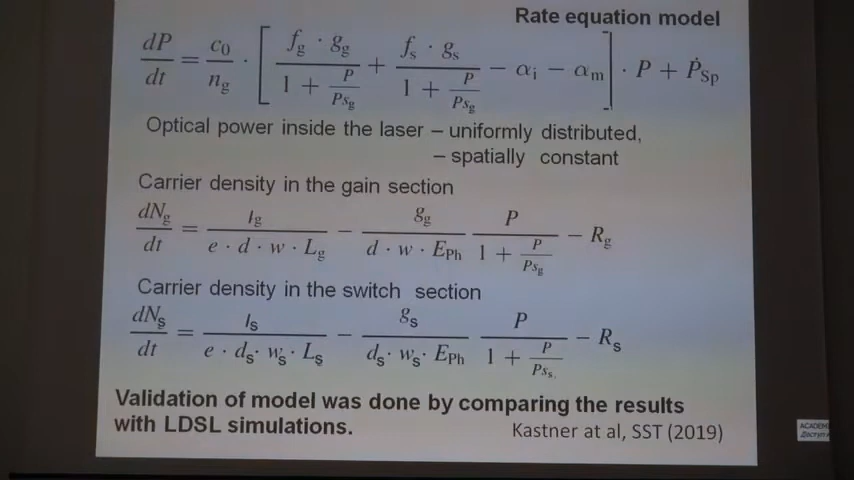 Rate equation model
dP/dt = c₀/n_g · [ f_g · g_g / (1 + P/Ps_g) + f_s · g_s / (1 + P/Ps_g) − α_i − α_m ] · P + Ṗ_Sp
Optical power inside the laser – uniformly distributed,
– spatially constant
Carrier density in the gain section
dN_g/dt = I_g / (e · d · w · L_g) − g_g / (d · w · E_Ph) P / (1 + P/Ps_g) − R_g
Carrier density in the switch section
dN_s/dt = I_s / (e · d_s · w_s · L_s) − g_s / (d_s · w_s · E_Ph) P / (1 + P/Ps_s) − R_s
Validation of model was done by comparing the results
with LDSL simulations.
Kastner at al, SST (2019)